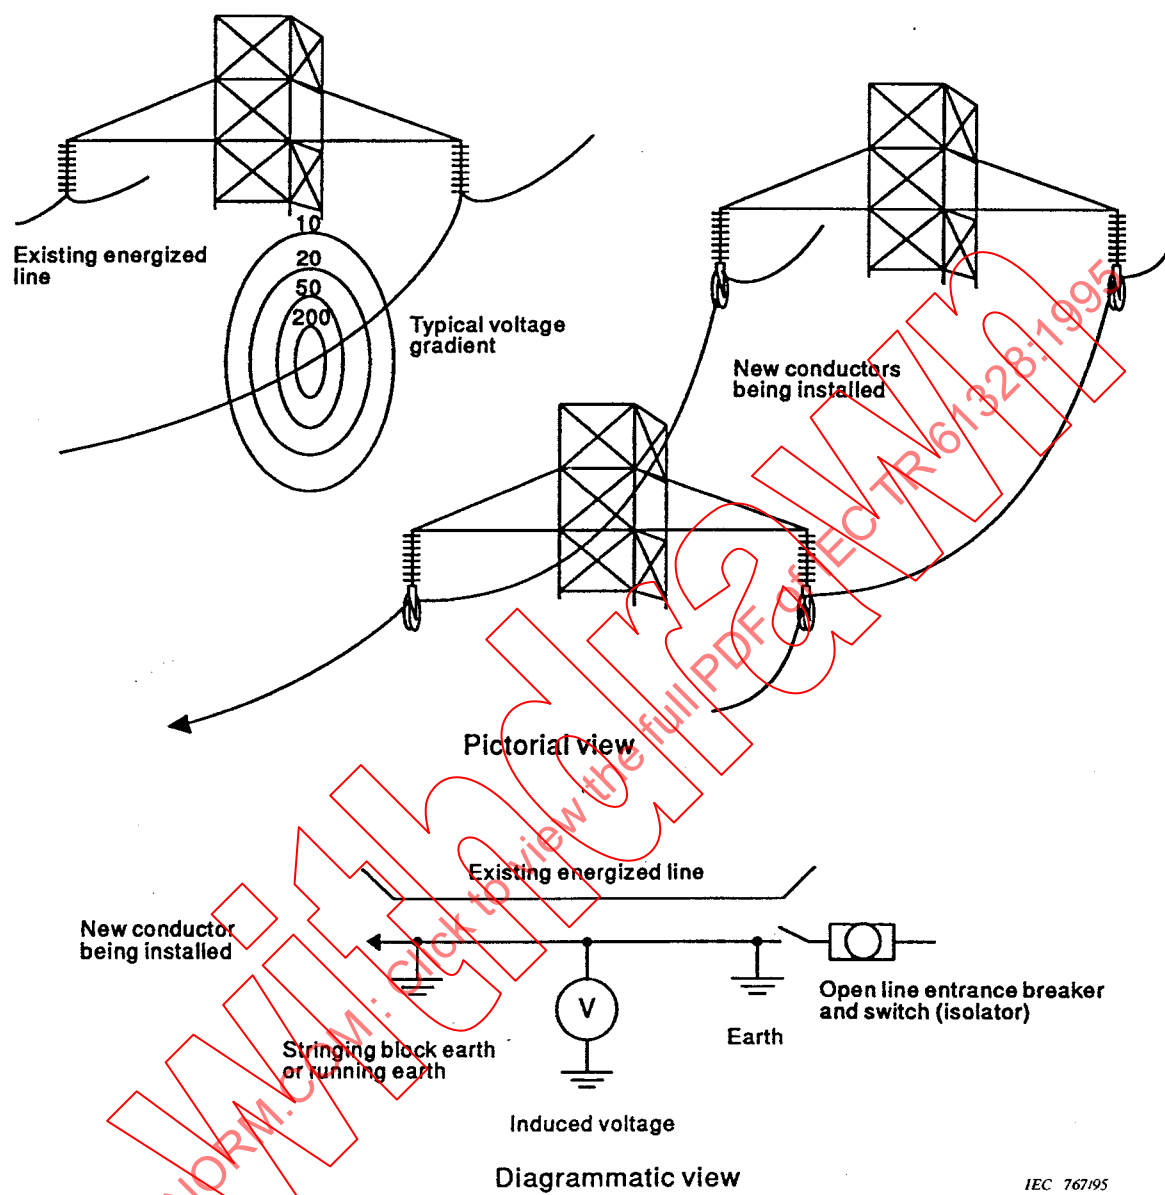 10
20
50
200
Existing energized
line
Typical voltage
gradient
New conductors
being installed
Pictorial view
Existing energized line
New conductor
being installed
V
Open line entrance breaker
and switch (isolator)
Earth
Stringing block earth
or running earth
Induced voltage
Diagrammatic view
IEC 767/95
withdrawn
NORM.COM : Click to view the full PDF of IEC TR 61328:1995